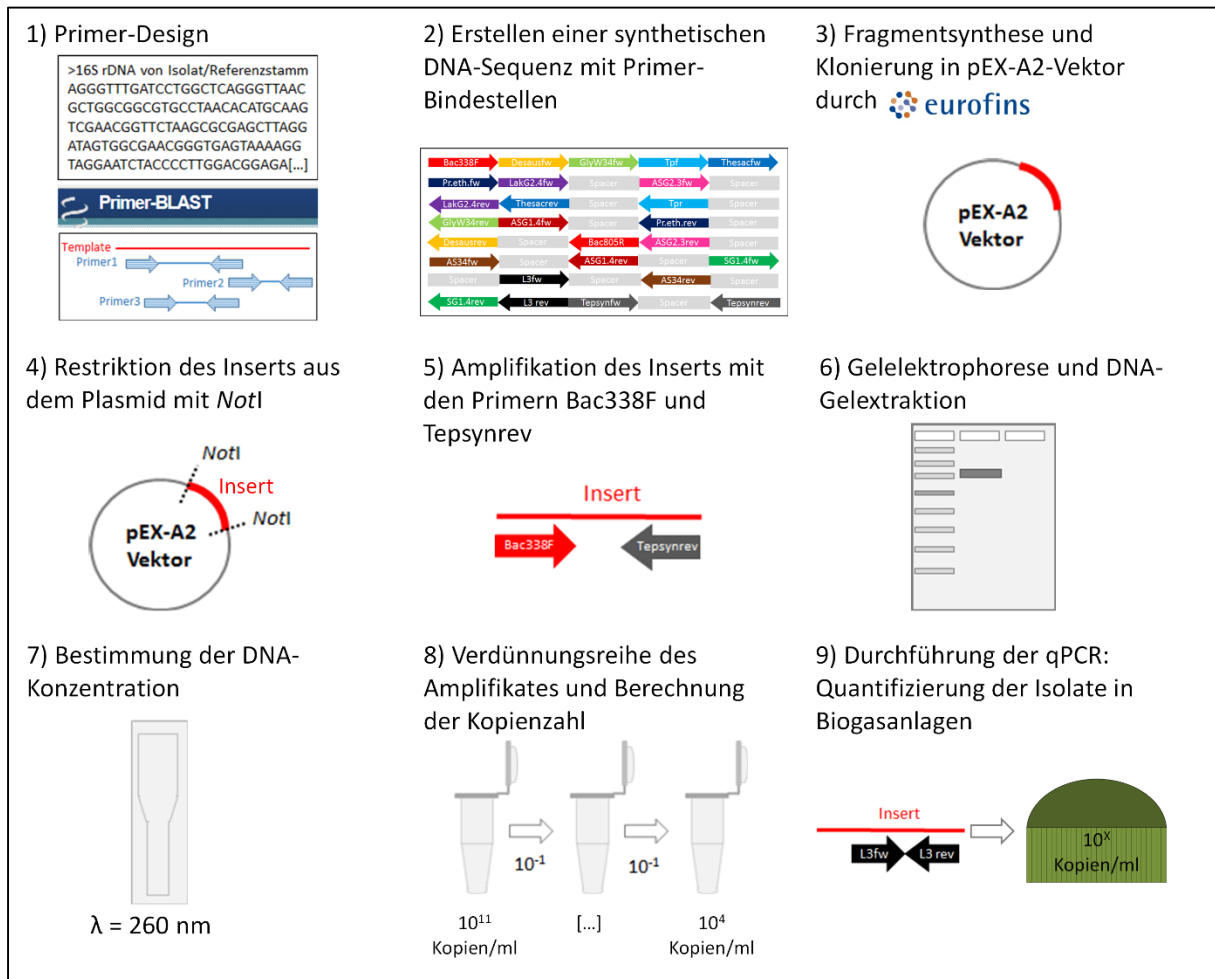 1) Primer-Design
>16S rDNA von Isolat/Referenzstamm
AGGGTTTGATCCTGGCTCAGGGTTAAC
GCTGGCGGCGTGCCTAACACATGCAAG
TCGAACGGTTCTAAGCGCGAGCTTAGG
ATAGTGGCGAACGGGTGAGTAAAAGG
TAGGAATCTACCCCTTGGACGGAGA[...]
Primer-BLAST
Template
Primer1
Primer2
Primer3
2) Erstellen einer synthetischen
DNA-Sequenz mit Primer-
Bindestellen
Bac338F Desausfw GlyW34fw Tpf Thesacfw
Pr.eth.fw LakG2.4fw Spacer ASG2.3fw Spacer
LakG2.4rev Thesacrev Spacer Tpr Spacer
GlyW34rev ASG1.4fw Spacer Pr.eth.rev Spacer
Desausrev Spacer Bac805R ASG2.3rev Spacer
AS34fw Spacer ASG1.4rev Spacer SG1.4fw
Spacer L3fw Spacer AS34rev Spacer
SG1.4rev L3 rev Tepsynfw Spacer Tepsynrev
3) Fragmentsynthese und
Klonierung in pEX-A2-Vektor
durch eurofins
pEX-A2
Vektor
4) Restriktion des Inserts aus
dem Plasmid mit NotI
NotI
Insert
NotI
pEX-A2
Vektor
5) Amplifikation des Inserts mit
den Primern Bac338F und
Tepsynrev
Insert
Bac338F Tepsynrev
6) Gelelektrophorese und DNA-
Gelextraktion
7) Bestimmung der DNA-
Konzentration
λ = 260 nm
8) Verdünnungsreihe des
Amplifikates und Berechnung
der Kopienzahl
10⁻¹ 10⁻¹
10¹¹ [...] 10⁴
Kopien/ml Kopien/ml
9) Durchführung der qPCR:
Quantifizierung der Isolate in
Biogasanlagen
Insert
L3fw L3 rev
10ˣ
Kopien/ml